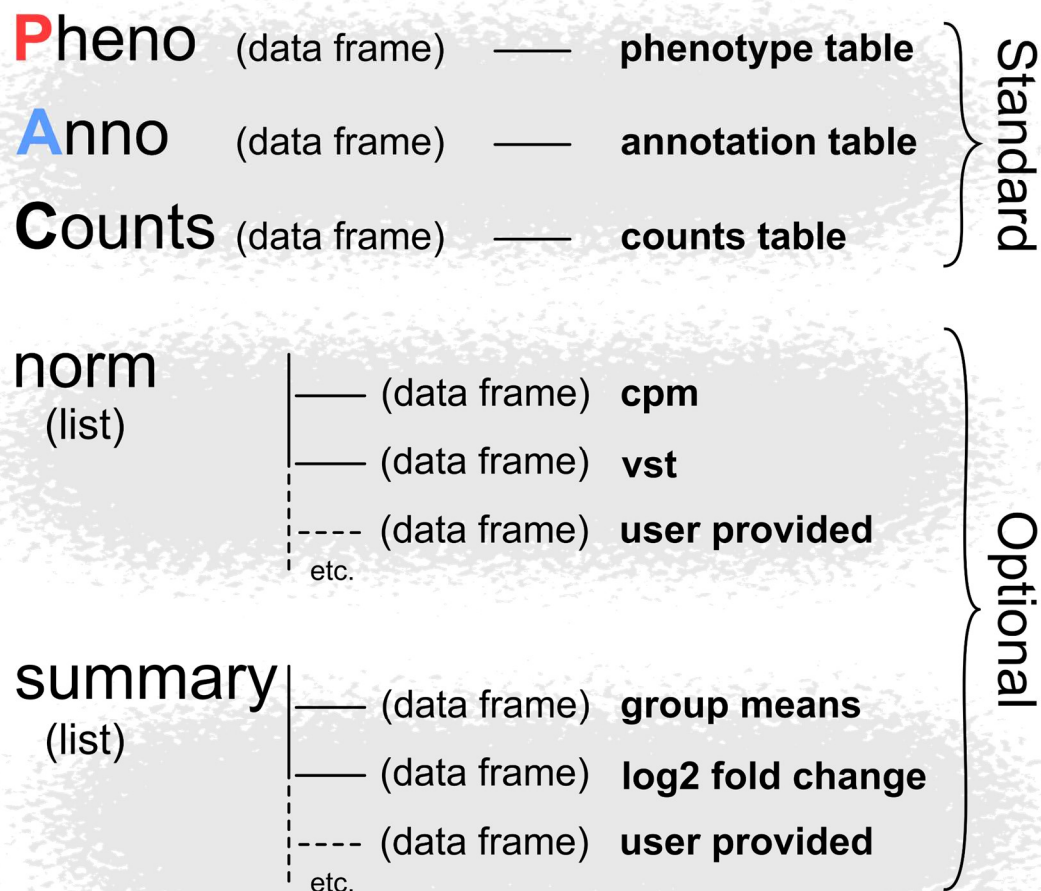 Pheno (data frame) phenotype table
Anno (data frame) annotation table
Counts (data frame) counts table
Standard
norm
(list)
(data frame) cpm
(data frame) vst
(data frame) user provided
etc.
summary
(list)
(data frame) group means
(data frame) log2 fold change
(data frame) user provided
etc.
Optional